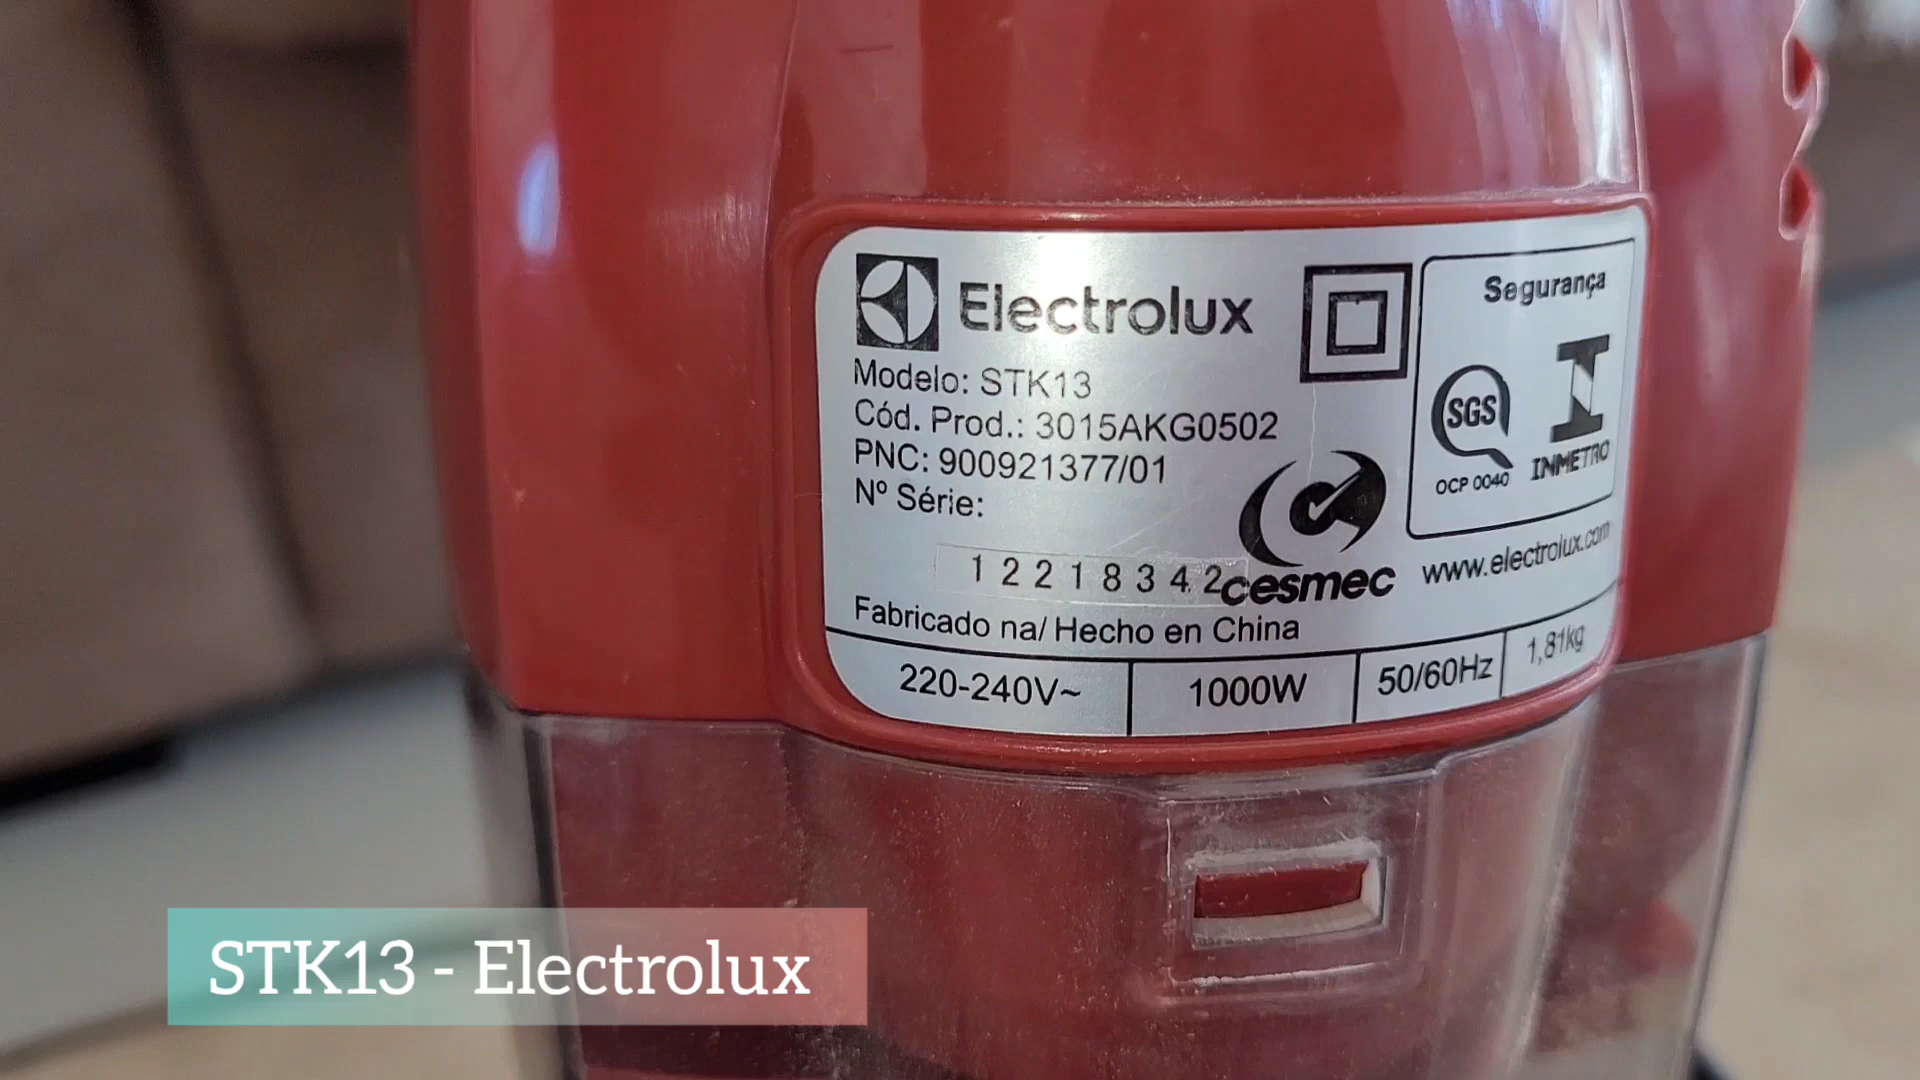 Electrolux
Modelo: STK13
Cód. Prod.: 3015AKG0502
PNC: 900921377/01
Nº Série:
12218342
cesmec
Fabricado na/ Hecho en China
220-240V~ 1000W 50/60Hz 1,81kg
Segurança
SGS
OCP 0040
INMETRO
www.electrolux.com
STK13 - Electrolux